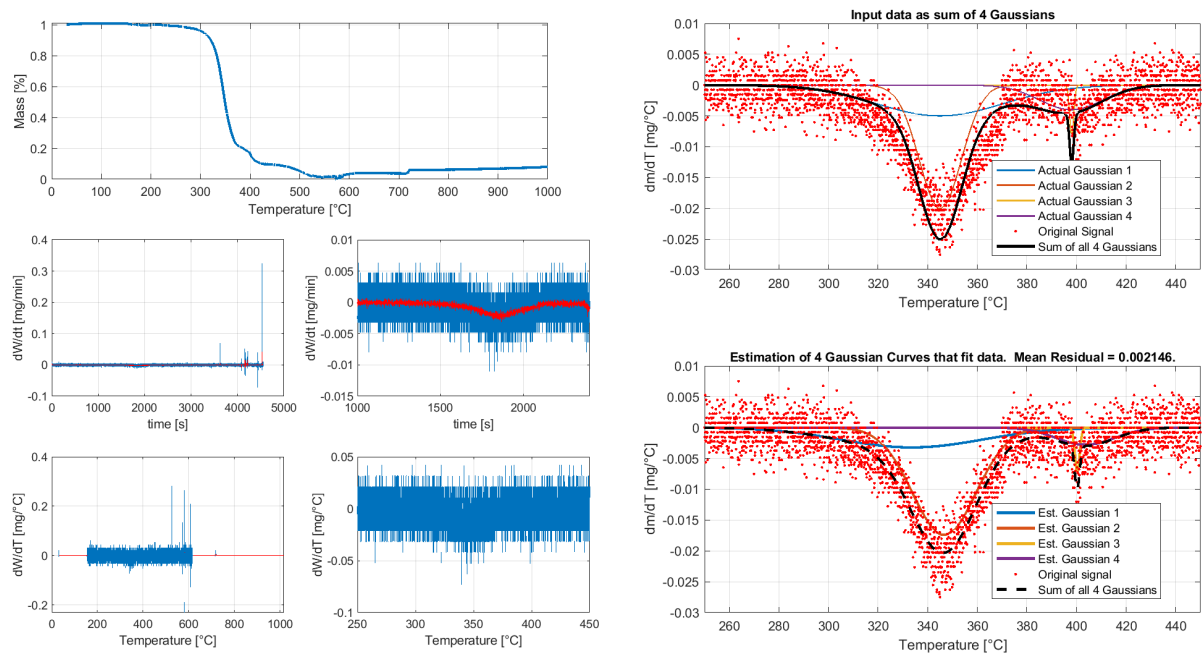 1
0.8
0.6
0.4
0.2
0
Mass [%]
0 100 200 300 400 500 600 700 800 900 1000
Temperature [°C]
0.4
0.3
0.2
0.1
0
-0.1
dW/dt [mg/min]
0 1000 2000 3000 4000 5000
time [s]
0.01
0.005
0
-0.005
-0.01
-0.015
dW/dt [mg/min]
1000 1500 2000
time [s]
0.4
0.2
0
-0.2
dW/dT [mg/°C]
0 200 400 600 800 1000
Temperature [°C]
0.05
0
-0.05
-0.1
dW/dT [mg/°C]
250 300 350 400 450
Temperature [°C]
Input data as sum of 4 Gaussians
0.01
0.005
0
-0.005
-0.01
-0.015
-0.02
-0.025
-0.03
dm/dT [mg/°C]
260 280 300 320 340 360 380 400 420 440
Temperature [°C]
Actual Gaussian 1
Actual Gaussian 2
Actual Gaussian 3
Actual Gaussian 4
Original Signal
Sum of all 4 Gaussians
Estimation of 4 Gaussian Curves that fit data. Mean Residual = 0.002146.
0.01
0.005
0
-0.005
-0.01
-0.015
-0.02
-0.025
-0.03
dm/dT [mg/°C]
260 280 300 320 340 360 380 400 420 440
Temperature [°C]
Est. Gaussian 1
Est. Gaussian 2
Est. Gaussian 3
Est. Gaussian 4
Original signal
Sum of all 4 Gaussians